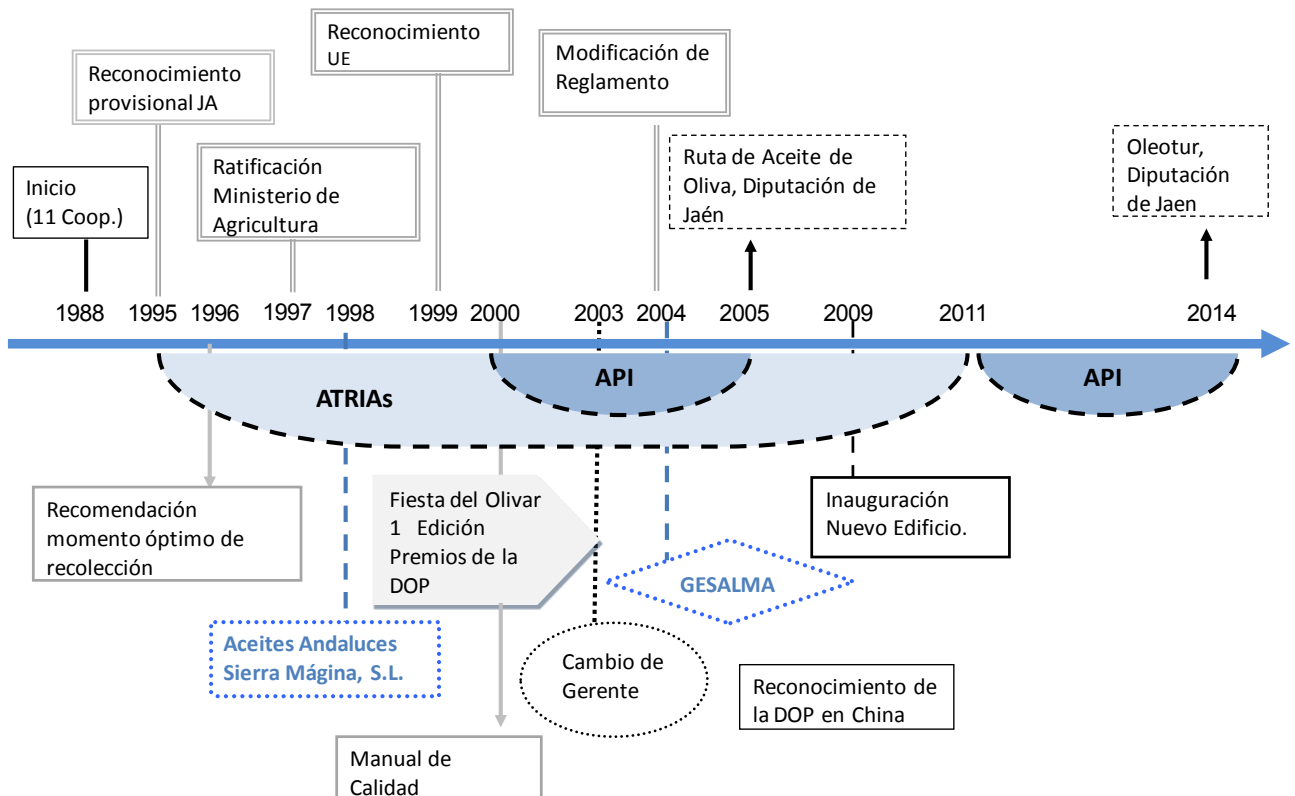 Reconocimiento
UE
Modificación de
Reglamento
Reconocimiento
provisional JA
Ratificación
Ministerio de
Agricultura
Ruta de Aceite de
Oliva, Diputación de
Jaén
Oleotur,
Diputación
de Jaen
Inicio
(11 Coop.)
1988 1995 1996 1997 1998 1999 2000 2003 2004 2005 2009 2011 2014
ATRIAs
API
API
Recomendación
momento óptimo de
recolección
Fiesta del Olivar
1 Edición
Premios de la
DOP
Inauguración
Nuevo Edificio.
GESALMA
Aceites Andaluces
Sierra Mágina, S.L.
Cambio de
Gerente
Reconocimiento de
la DOP en China
Manual de
Calidad